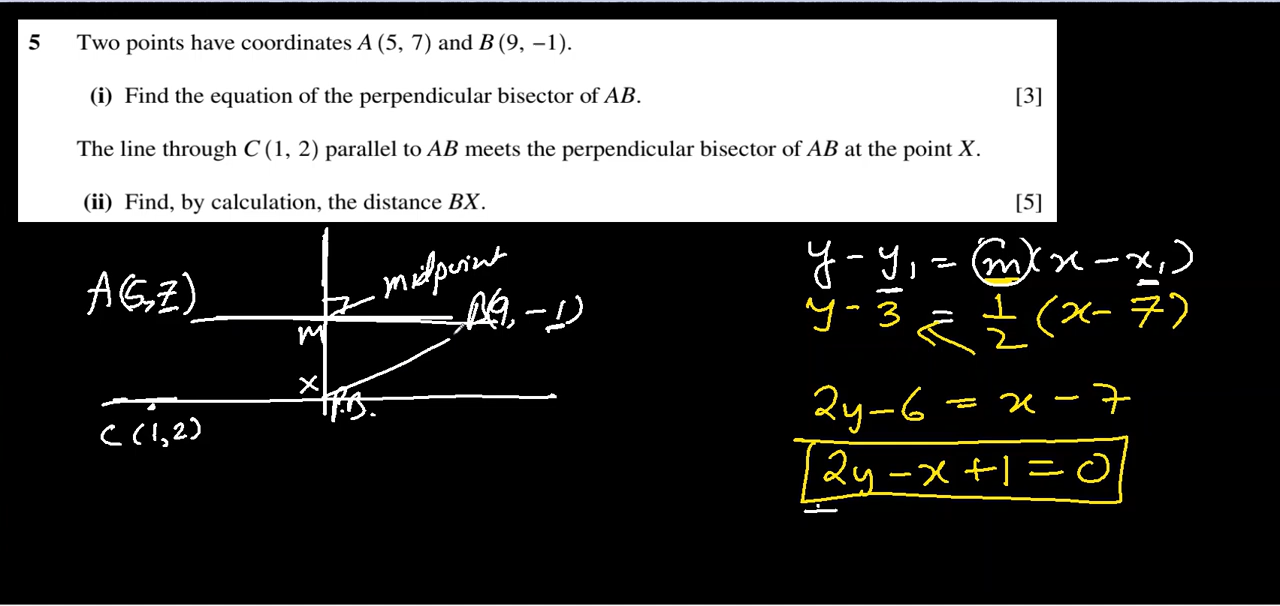 5 Two points have coordinates A (5, 7) and B (9, −1).
(i) Find the equation of the perpendicular bisector of AB. [3]
The line through C (1, 2) parallel to AB meets the perpendicular bisector of AB at the point X.
(ii) Find, by calculation, the distance BX. [5]
A(5,7)
midpoint
B(9,-1)
m
X
P.B.
C (1,2)
y - y₁ = (m)(x - x₁)
y - 3 = 1/2 (x - 7)
2y - 6 = x - 7
2y - x + 1 = 0